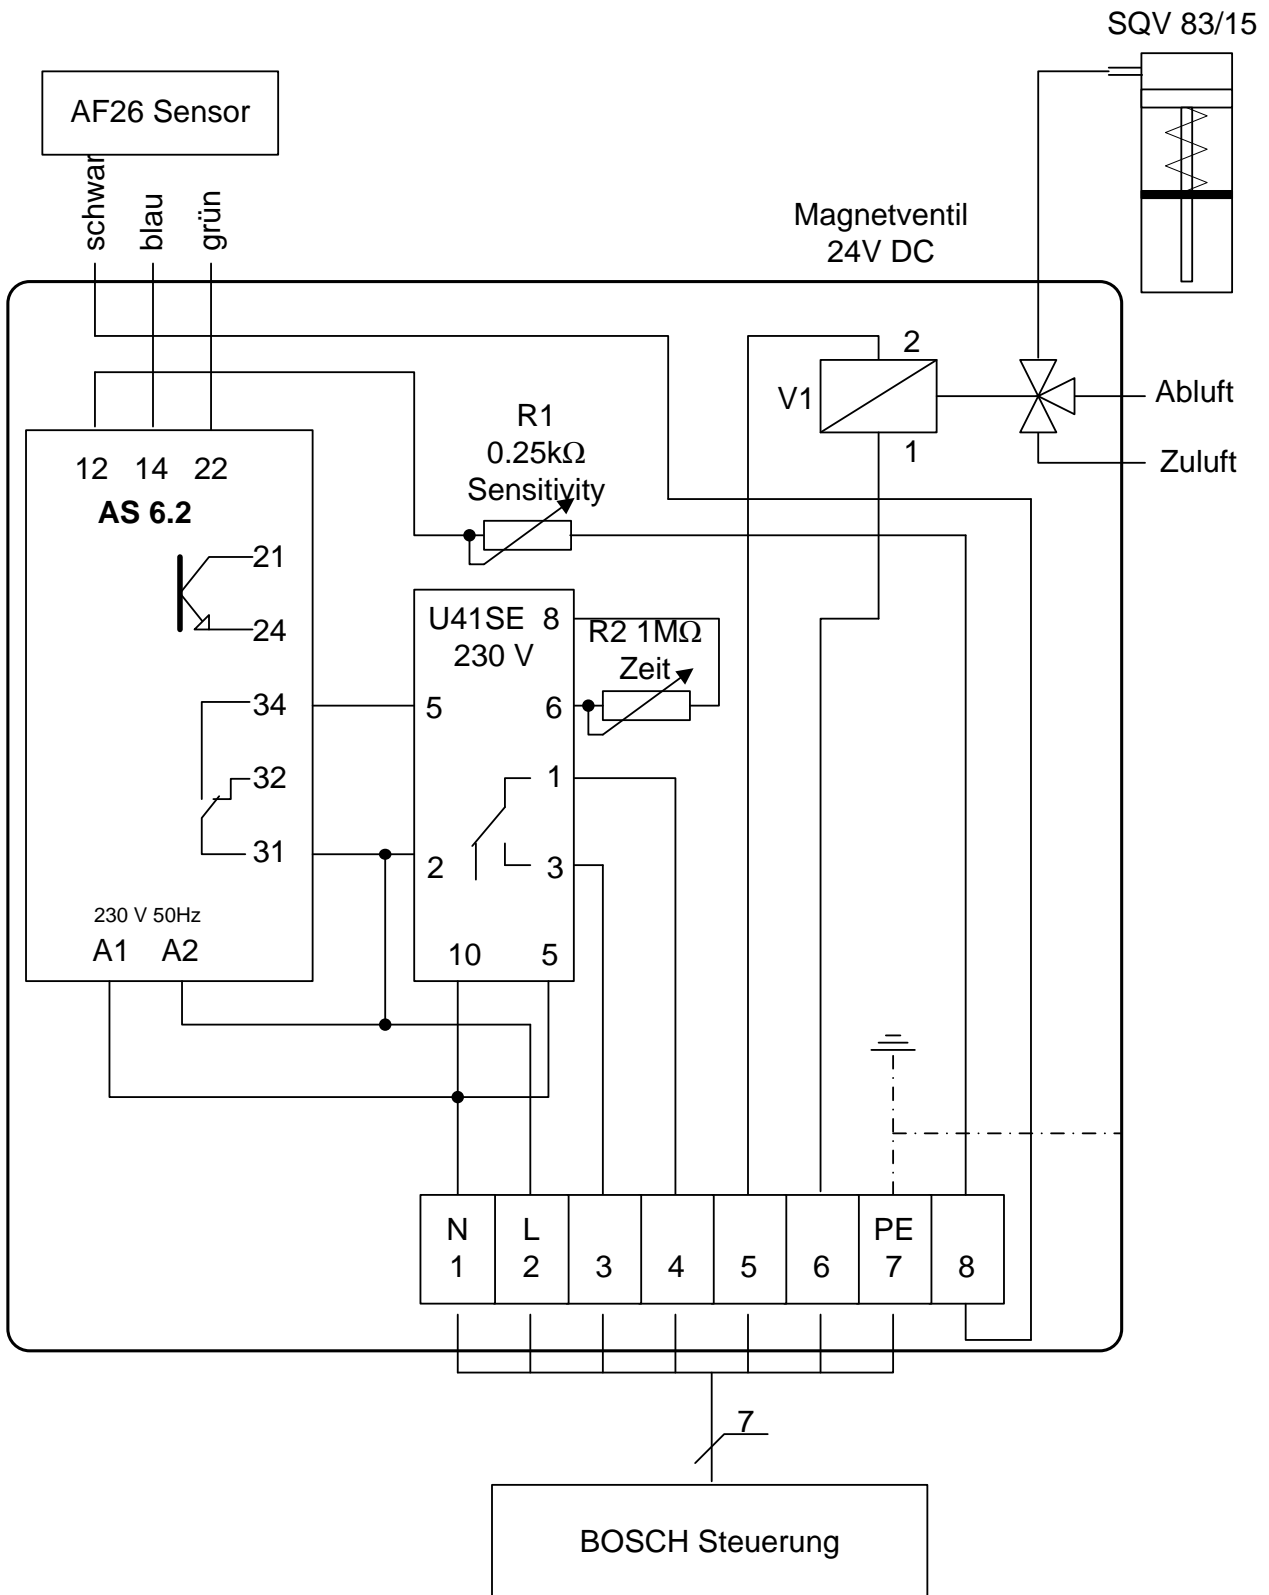 SQV 83/15
AF26 Sensor
schwar
blau
grün
Magnetventil
24V DC
2
V1
1
Abluft
Zuluft
R1
0.25kΩ
Sensitivity
12 14 22
AS 6.2
21
24
34
32
31
230 V 50Hz
A1 A2
U41SE 8
230 V
R2 1MΩ
Zeit
5 6
1
2 3
10 5
N L PE
1 2 3 4 5 6 7 8
7
BOSCH Steuerung